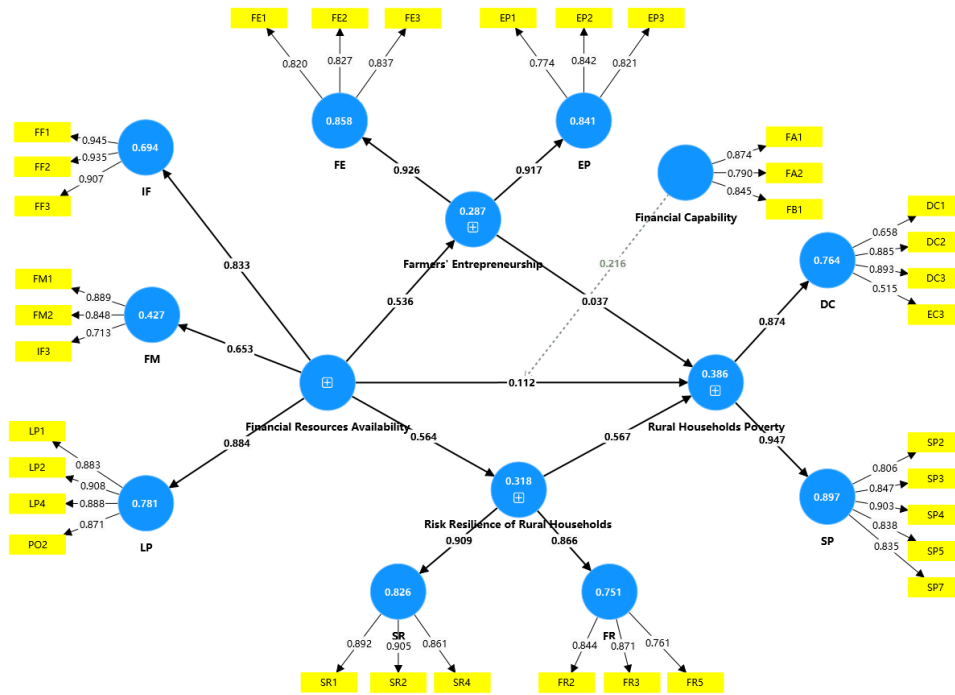 FE1
FE2
FE3
EP1
EP2
EP3
0.820
0.827
0.837
0.774
0.842
0.821
0.858
FE
0.841
EP
FF1
FF2
FF3
0.945
0.935
0.907
0.694
IF
0.926
0.917
FA1
FA2
FB1
0.874
0.790
0.845
Financial Capability
0.287
Farmers' Entrepreneurship
DC1
DC2
DC3
EC3
0.658
0.885
0.893
0.515
0.764
DC
0.833
0.216
0.536
0.037
0.874
FM1
FM2
IF3
0.889
0.848
0.713
0.427
FM
0.653
0.112
0.386
Financial Resources Availability
Rural Households Poverty
0.884
0.564
0.567
0.947
LP1
LP2
LP4
PO2
0.883
0.908
0.888
0.871
0.781
LP
0.318
Risk Resilience of Rural Households
SP2
SP3
SP4
SP5
SP7
0.806
0.847
0.903
0.838
0.835
0.897
SP
0.909
0.866
0.826
SR
0.751
FR
0.892
0.905
0.861
0.844
0.871
0.761
SR1
SR2
SR4
FR2
FR3
FR5